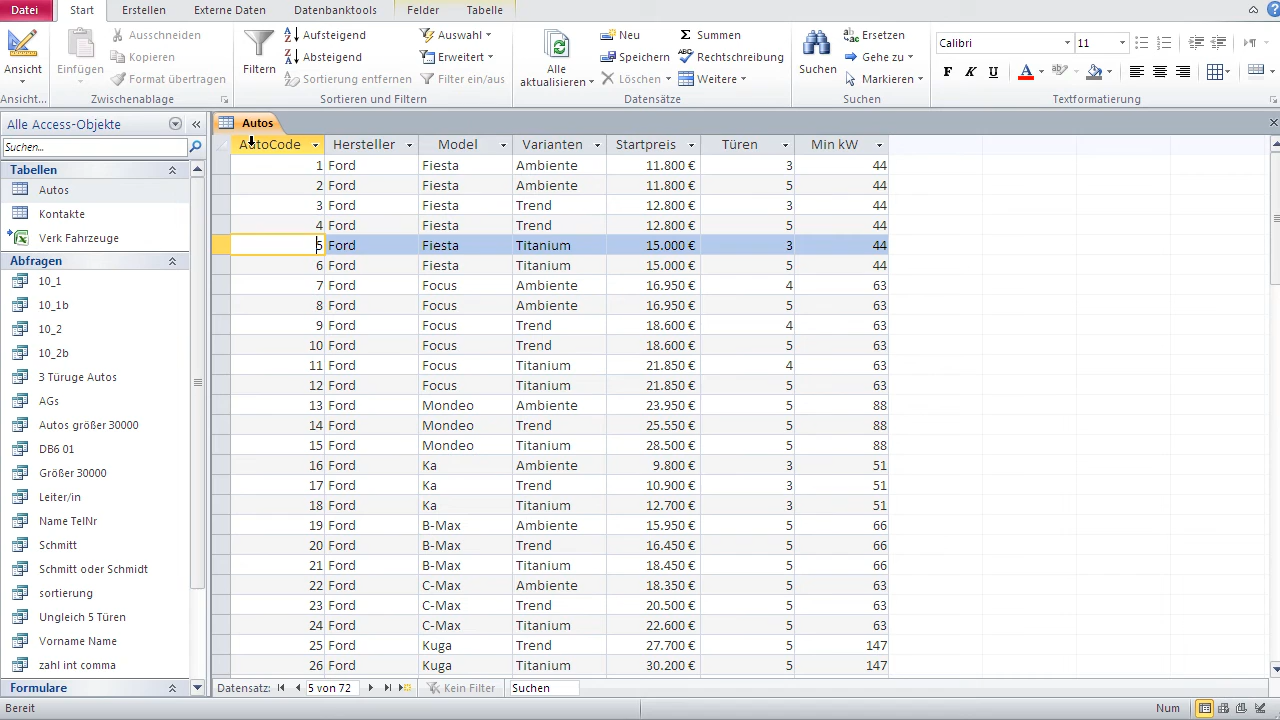 Datei Start Erstellen Externe Daten Datenbanktools Felder Tabelle
Ansicht
Ansicht...
Einfügen
Ausschneiden
Kopieren
Format übertragen
Zwischenablage
Filtern
Aufsteigend
Absteigend
Sortierung entfernen
Auswahl
Erweitert
Filter ein/aus
Sortieren und Filtern
Alle
aktualisieren
Neu
Speichern
Löschen
Summen
Rechtschreibung
Weitere
Datensätze
Suchen
Ersetzen
Gehe zu
Markieren
Suchen
Calibri 11
F K U
Textformatierung
Alle Access-Objekte
Suchen...
Tabellen
Autos
Kontakte
Verk Fahrzeuge
Abfragen
10_1
10_1b
10_2
10_2b
3 Türuge Autos
AGs
Autos größer 30000
DB6 01
Größer 30000
Leiter/in
Name TelNr
Schmitt
Schmitt oder Schmidt
sortierung
Ungleich 5 Türen
Vorname Name
zahl int comma
Formulare
Autos
AutoCode Hersteller Model Varianten Startpreis Türen Min kW
1 Ford Fiesta Ambiente 11.800 € 3 44
2 Ford Fiesta Ambiente 11.800 € 5 44
3 Ford Fiesta Trend 12.800 € 3 44
4 Ford Fiesta Trend 12.800 € 5 44
5 Ford Fiesta Titanium 15.000 € 3 44
6 Ford Fiesta Titanium 15.000 € 5 44
7 Ford Focus Ambiente 16.950 € 4 63
8 Ford Focus Ambiente 16.950 € 5 63
9 Ford Focus Trend 18.600 € 4 63
10 Ford Focus Trend 18.600 € 5 63
11 Ford Focus Titanium 21.850 € 4 63
12 Ford Focus Titanium 21.850 € 5 63
13 Ford Mondeo Ambiente 23.950 € 5 88
14 Ford Mondeo Trend 25.550 € 5 88
15 Ford Mondeo Titanium 28.500 € 5 88
16 Ford Ka Ambiente 9.800 € 3 51
17 Ford Ka Trend 10.900 € 3 51
18 Ford Ka Titanium 12.700 € 3 51
19 Ford B-Max Ambiente 15.950 € 5 66
20 Ford B-Max Trend 16.450 € 5 66
21 Ford B-Max Titanium 18.450 € 5 66
22 Ford C-Max Ambiente 18.350 € 5 63
23 Ford C-Max Trend 20.500 € 5 63
24 Ford C-Max Titanium 22.600 € 5 63
25 Ford Kuga Trend 27.700 € 5 147
26 Ford Kuga Titanium 30.200 € 5 147
Datensatz: 5 von 72 Kein Filter Suchen
Bereit Num